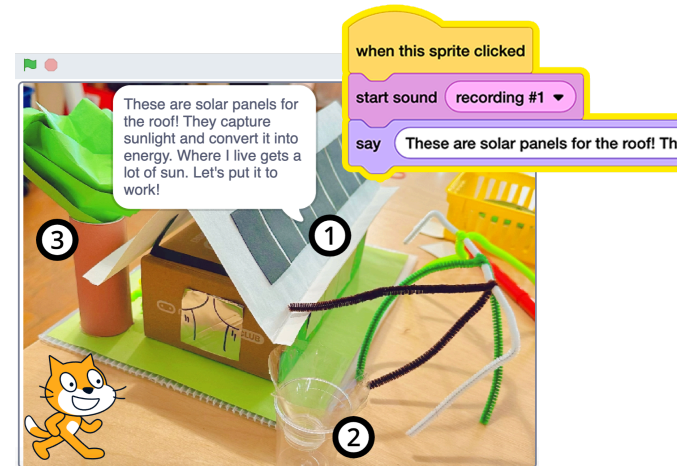 when this sprite clicked
start sound recording #1
say These are solar panels for the roof! Th
These are solar panels for
the roof! They capture
sunlight and convert it into
energy. Where I live gets a
lot of sun. Let's put it to
work!
1
3
CLUB
2